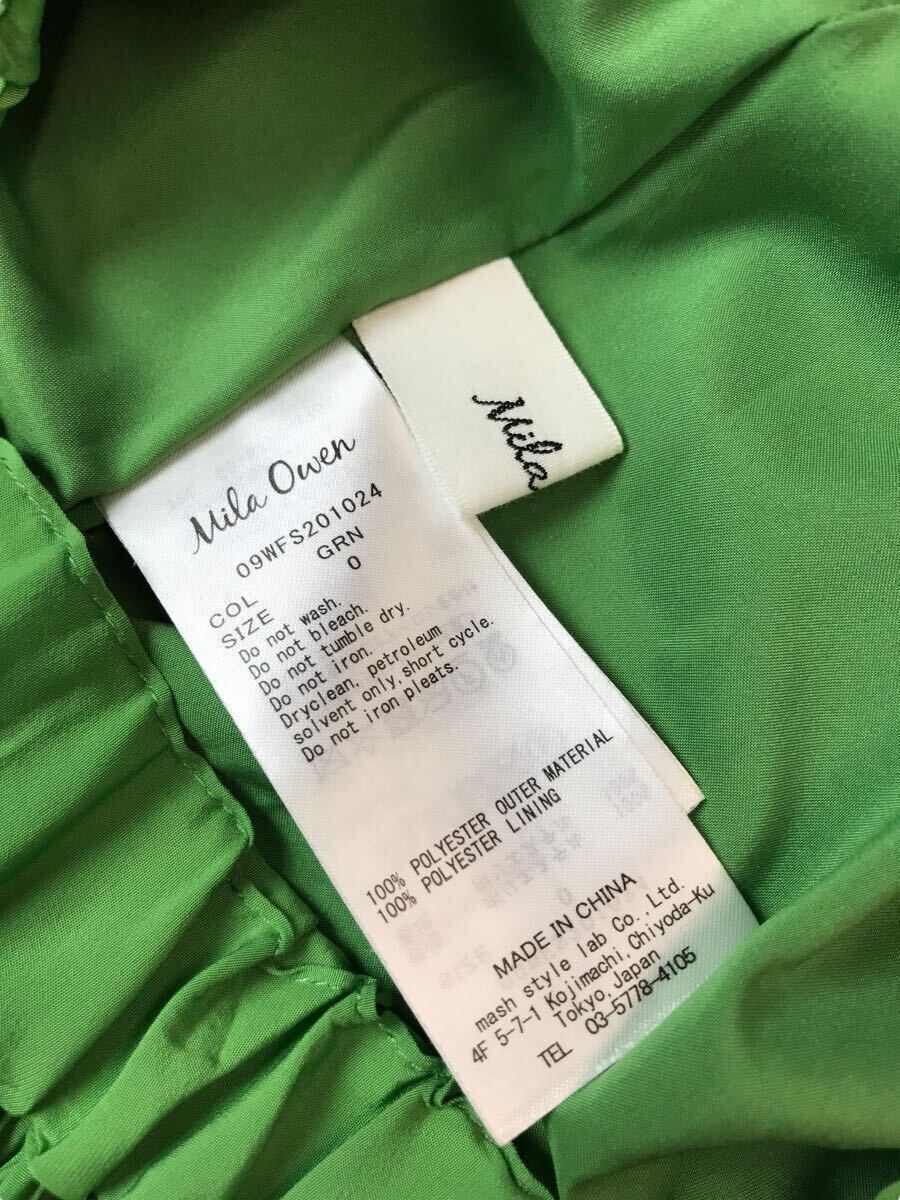 Mila
Mila Owen
09WFS201024
COL GRN
SIZE 0
Do not wash.
Do not bleach.
Do not tumble dry.
Do not iron.
Dryclean, petroleum
solvent only,short cycle.
Do not iron pleats.
100% POLYESTER OUTER MATERIAL
100% POLYESTER LINING
MADE IN CHINA
mash style lab Co.,Ltd.
4F 5-7-1 Kojimachi,Chiyoda-Ku
Tokyo,Japan
TEL 03-5778-4105